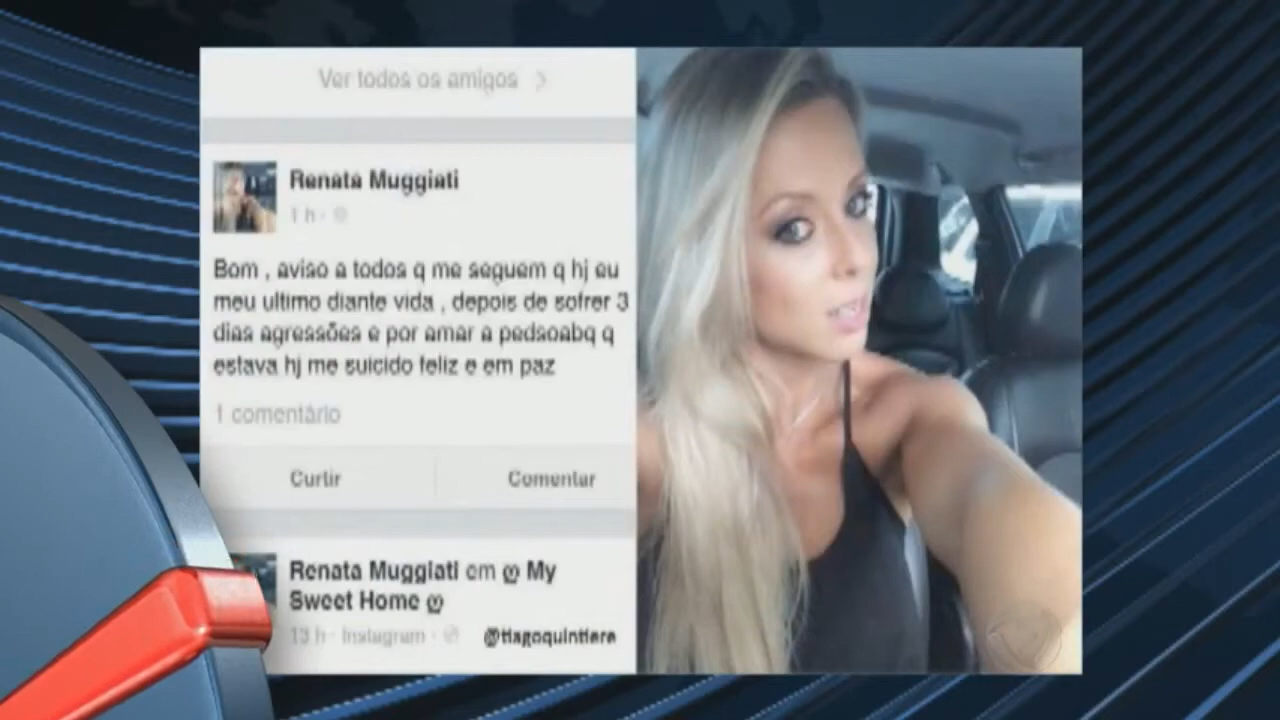 Ver todos os amigos
Renata Muggiati
1 h ·
Bom , aviso a todos q me seguem q hj eu
meu ultimo diante vida , depois de sofrer 3
dias agressões e por amar a pedsoabq q
estava hj me suicido feliz e em paz
1 comentário
Curtir
Comentar
Renata Muggiati em ღ My
Sweet Home ღ
13 h · Instagram ·
@tiagoquintiere